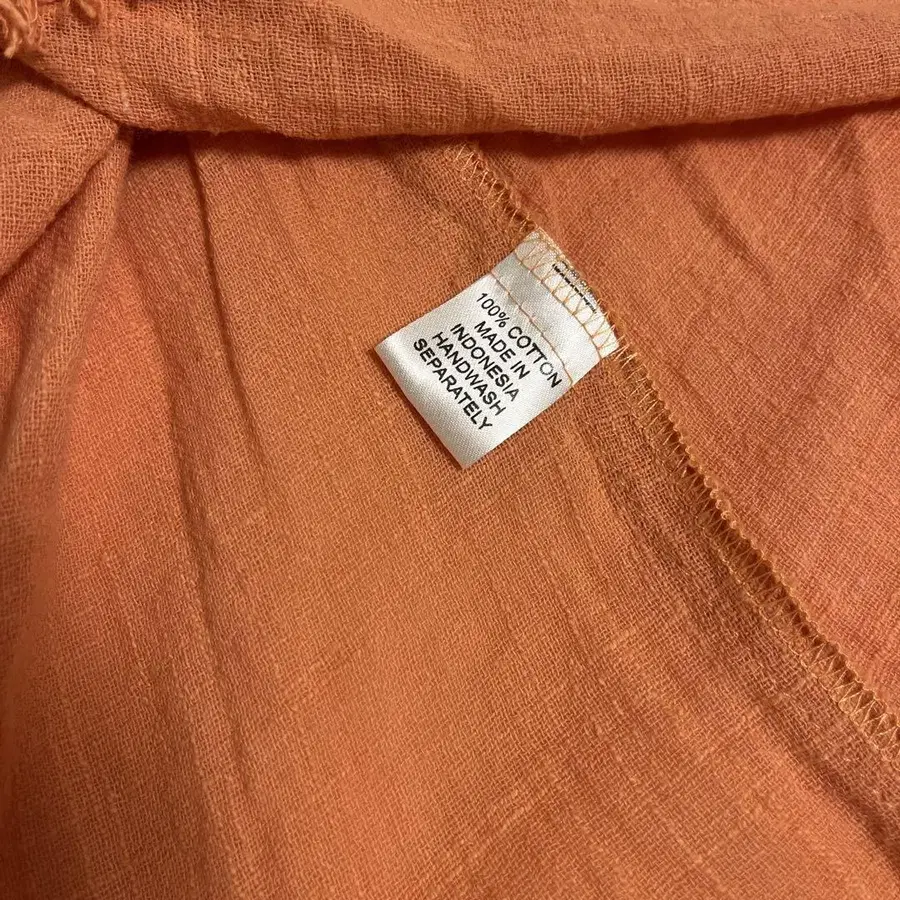 100% COTTON
MADE IN
INDONESIA
HANDWASH
SEPARATELY